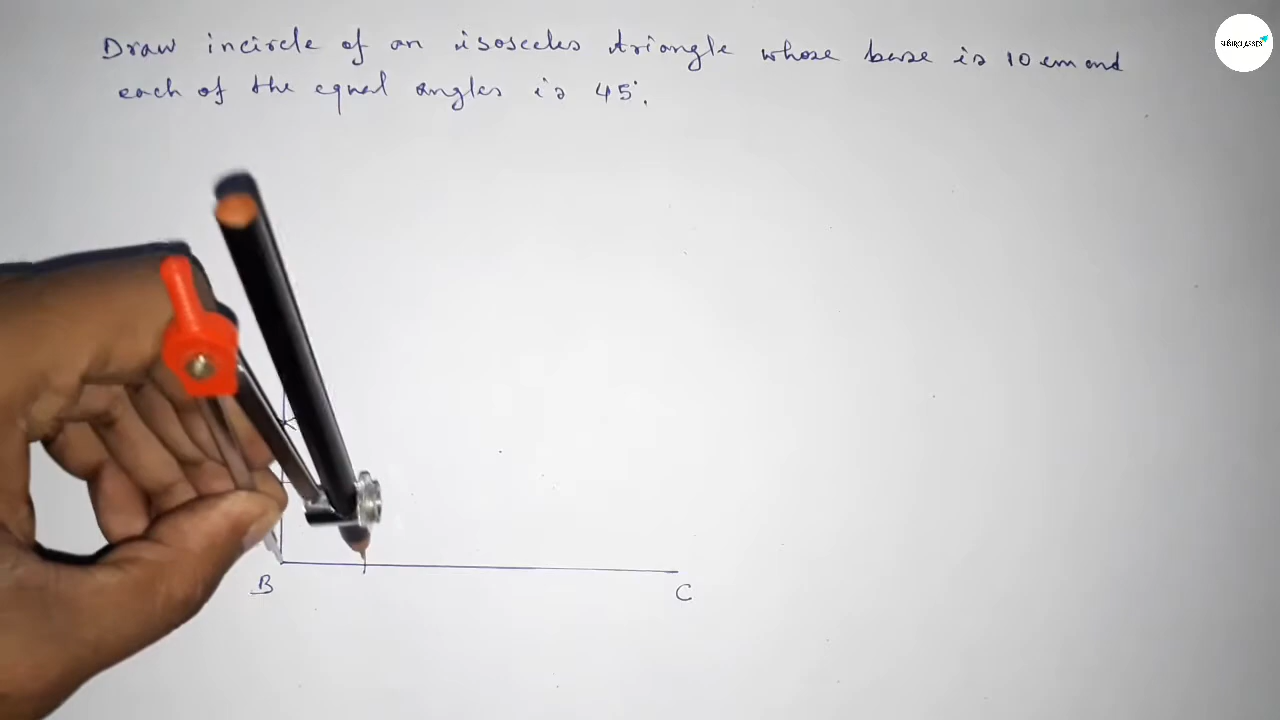 Draw incircle of an isosceles triangle whose base is 10 cm and
each of the equal angles is 45°.
B
C